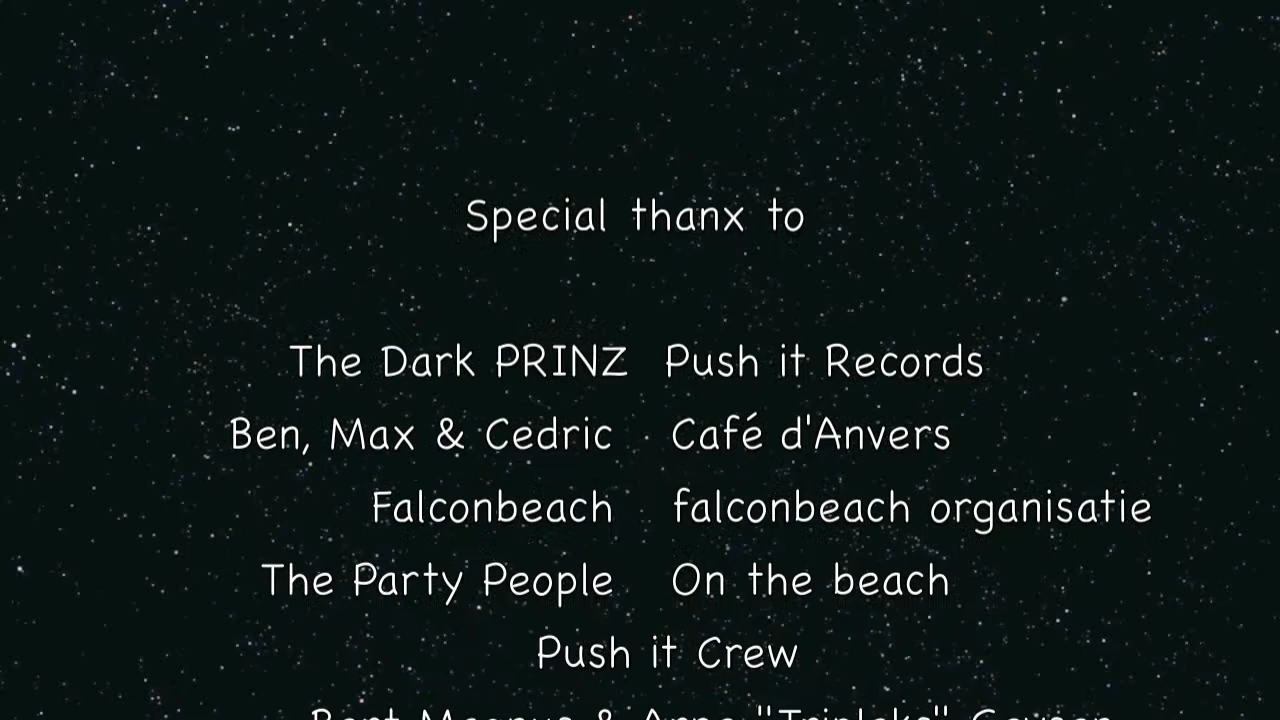 Special thanx to
The Dark PRINZ Push it Records
Ben, Max & Cedric Café d'Anvers
Falconbeach falconbeach organisatie
The Party People On the beach
Push it Crew
&